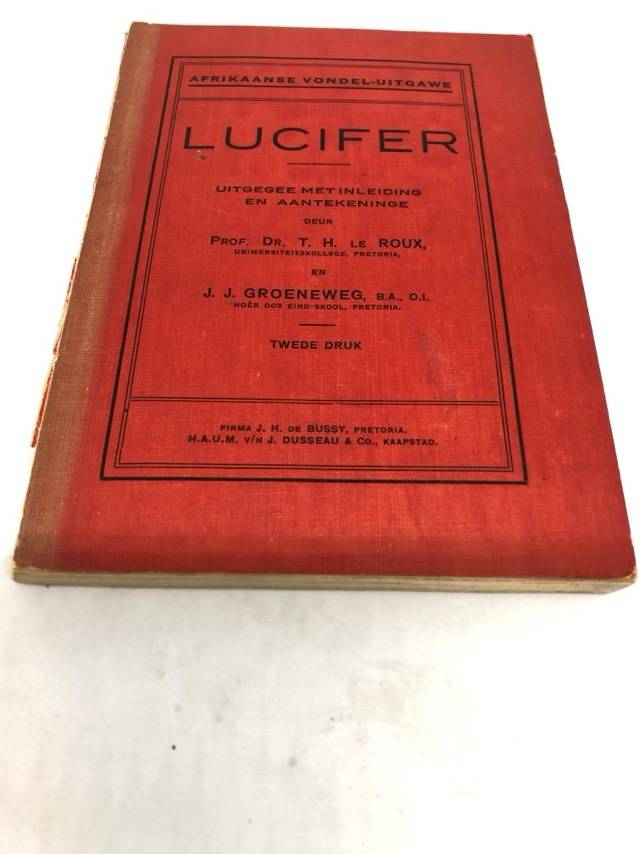 AFRIKAANSE VONDEL-UITGAWE
LUCIFER
UITGEGEE MET INLEIDING
EN AANTEKENINGE
DEUR
PROF. DR. T. H. LE ROUX,
UNIWERSITEITSKOLLEGE, PRETORIA,
EN
J. J. GROENEWEG, B.A., O.I.
HOËR OOS EIND-SKOOL, PRETORIA.
TWEDE DRUK
FIRMA J. H. DE BUSSY, PRETORIA.
H.A.U.M. V/H J. DUSSEAU & CO., KAAPSTAD.